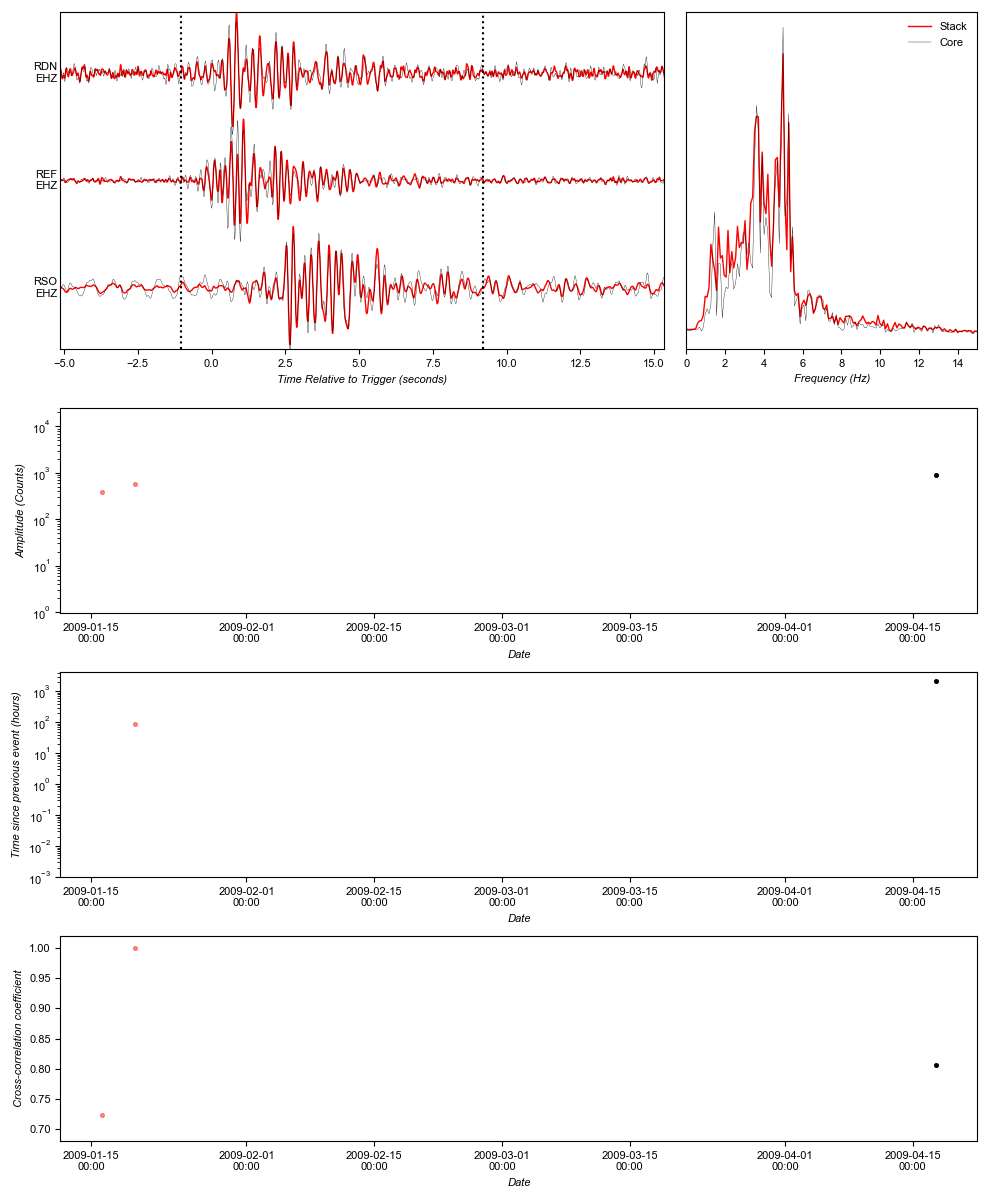 RDN
EHZ
REF
EHZ
RSO
EHZ
−5.0 −2.5 0.0 2.5 5.0 7.5 10.0 12.5 15.0
Time Relative to Trigger (seconds)
Stack
Core
0 2 4 6 8 10 12 14
Frequency (Hz)
10^4
10^3
10^2
10^1
10^0
Amplitude (Counts)
2009-01-15 2009-02-01 2009-02-15 2009-03-01 2009-03-15 2009-04-01 2009-04-15
00:00 00:00 00:00 00:00 00:00 00:00 00:00
Date
10^3
10^2
10^1
10^0
10^−1
10^−2
10^−3
Time since previous event (hours)
2009-01-15 2009-02-01 2009-02-15 2009-03-01 2009-03-15 2009-04-01 2009-04-15
00:00 00:00 00:00 00:00 00:00 00:00 00:00
Date
1.00
0.95
0.90
0.85
0.80
0.75
0.70
Cross-correlation coefficient
2009-01-15 2009-02-01 2009-02-15 2009-03-01 2009-03-15 2009-04-01 2009-04-15
00:00 00:00 00:00 00:00 00:00 00:00 00:00
Date